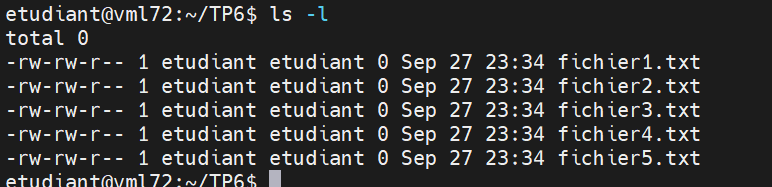 etudiant@vml72:~/TP6$ ls -l
total 0
-rw-rw-r-- 1 etudiant etudiant 0 Sep 27 23:34 fichier1.txt
-rw-rw-r-- 1 etudiant etudiant 0 Sep 27 23:34 fichier2.txt
-rw-rw-r-- 1 etudiant etudiant 0 Sep 27 23:34 fichier3.txt
-rw-rw-r-- 1 etudiant etudiant 0 Sep 27 23:34 fichier4.txt
-rw-rw-r-- 1 etudiant etudiant 0 Sep 27 23:34 fichier5.txt
etudiant@vml72:~/TP6$